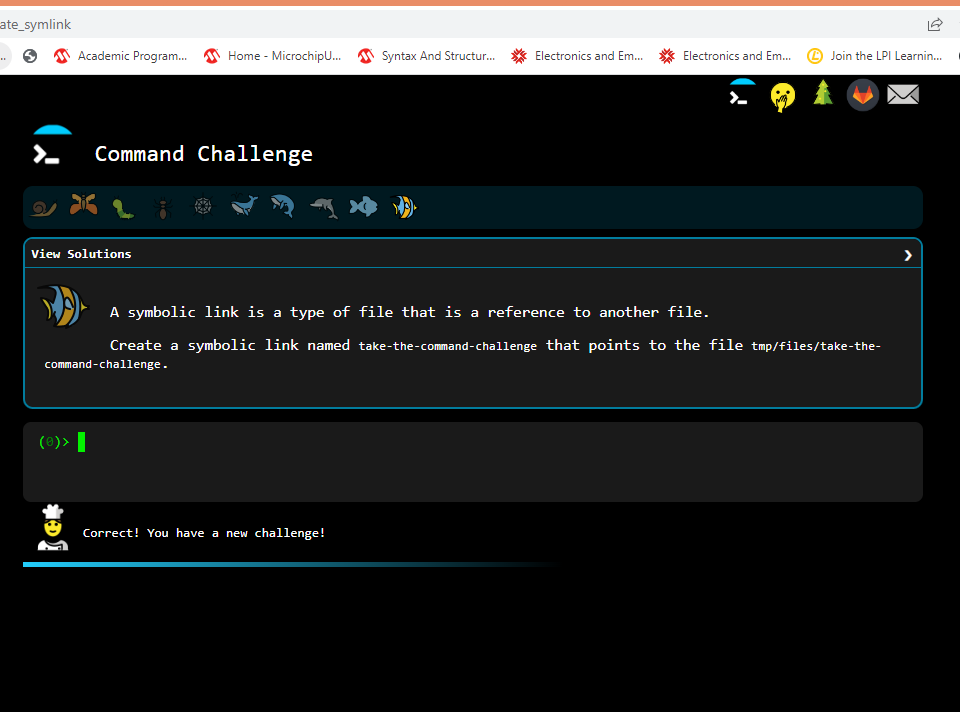 ate_symlink
... Academic Program... Home - MicrochipU... Syntax And Structur... Electronics and Em... Electronics and Em... L Join the LPI Learnin...
Command Challenge
View Solutions ❯
A symbolic link is a type of file that is a reference to another file.
Create a symbolic link named take-the-command-challenge that points to the file tmp/files/take-the-
command-challenge.
(0)>
Correct! You have a new challenge!